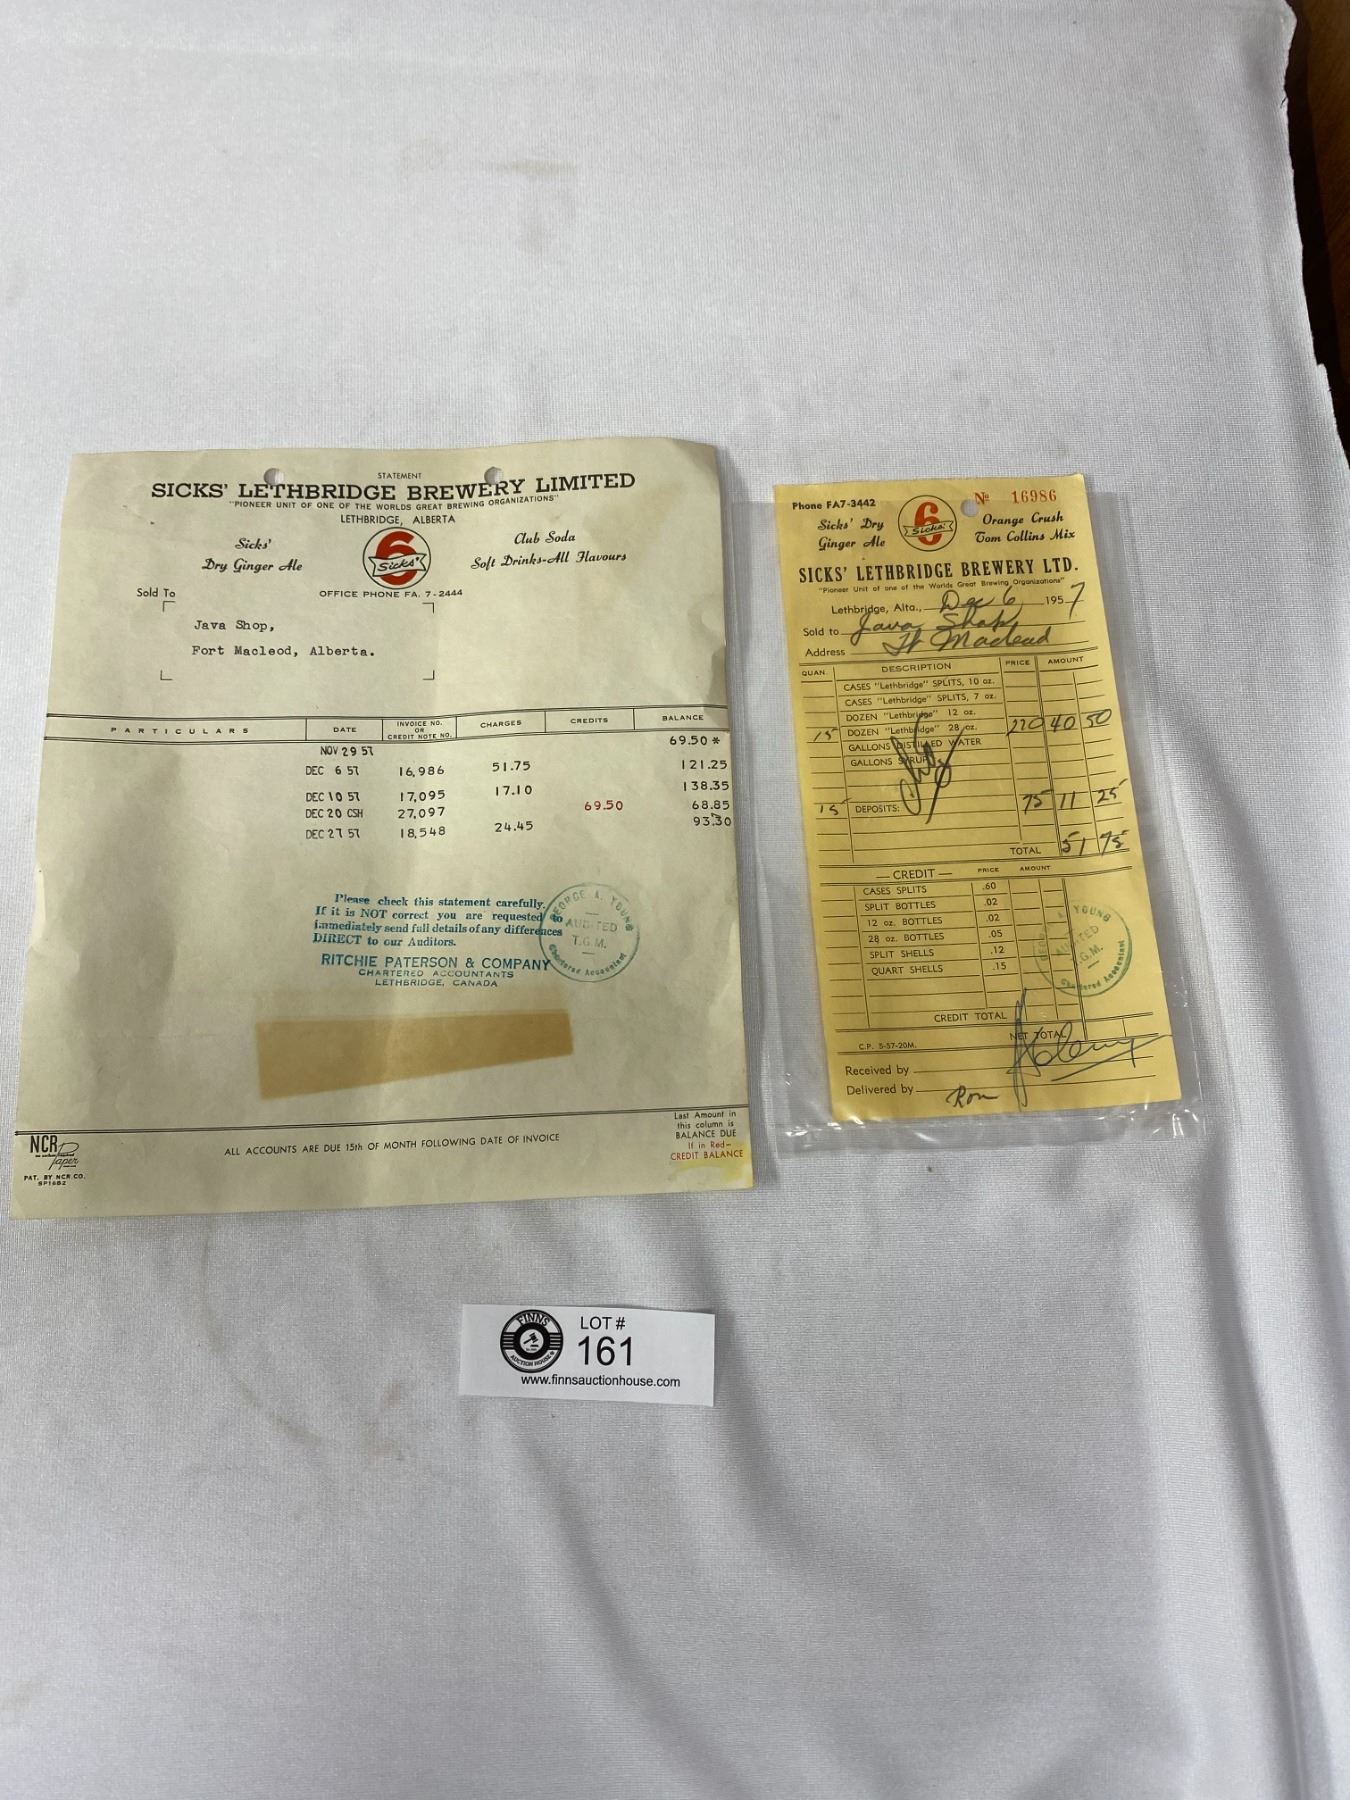 STATEMENT
SICKS' LETHBRIDGE BREWERY LIMITED
"PIONEER UNIT OF ONE OF THE WORLDS GREAT BREWING ORGANIZATIONS"
LETHBRIDGE, ALBERTA
Sicks' Dry Ginger Ale
6 Sicks'
Club Soda
Soft Drinks-All Flavours
OFFICE PHONE FA. 7-2444
Sold To
Java Shop,
Fort Macleod, Alberta.
PARTICULARS DATE INVOICE NO. OR CREDIT NOTE NO. CHARGES CREDITS BALANCE
NOV 29 57 69.50 *
DEC 6 57 16,986 51.75 121.25
DEC 10 57 17,095 17.10 138.35
DEC 20 CSH 27,097 69.50 68.85
DEC 27 57 18,548 24.45 93.30
Please check this statement carefully.
If it is NOT correct you are requested to
immediately send full details of any differences
DIRECT to our Auditors.
RITCHIE PATERSON & COMPANY
CHARTERED ACCOUNTANTS
LETHBRIDGE, CANADA
GEORGE A. YOUNG
AUDITED
T.G.M.
Chartered Accountant
Last Amount in
this column is
BALANCE DUE
If in Red—
CREDIT BALANCE
ALL ACCOUNTS ARE DUE 15th OF MONTH FOLLOWING DATE OF INVOICE
NCR
Paper
PAT. BY NCR CO.
Phone FA7-3442
Nº 16986
Sicks' Dry
Ginger Ale
6 Sicks'
Orange Crush
Tom Collins Mix
SICKS' LETHBRIDGE BREWERY LTD.
"Pioneer Unit of one of the Worlds Great Brewing Organizations"
Lethbridge, Alta., Dec 6 1957
Sold to Java Shop
Address Ft Macleod
QUAN. DESCRIPTION PRICE AMOUNT
CASES "Lethbridge" SPLITS, 10 oz.
CASES "Lethbridge" SPLITS, 7 oz.
DOZEN "Lethbridge" 12 oz.
15 DOZEN "Lethbridge" 28 oz. 270 40 50
GALLONS DISTILLED WATER
GALLONS SYRUP
15 DEPOSITS: 75 11 25
TOTAL 51 75
— CREDIT — PRICE AMOUNT
CASES SPLITS .60
SPLIT BOTTLES .02
12 oz. BOTTLES .02
28 oz. BOTTLES .05
SPLIT SHELLS .12
QUART SHELLS .15
A. YOUNG
T.G.M.
Chartered Accountant
CREDIT TOTAL
NET TOTAL
C.P. 5-57-20M.
Received by
Delivered by Ron
FINNS
AUCTION HOUSE
LOT #
161
www.finnsauctionhouse.com